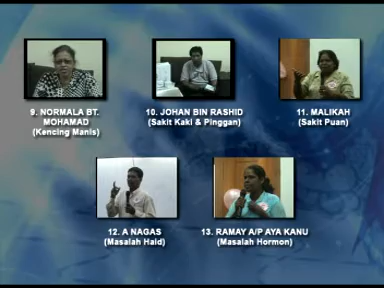 9. NORMALA BT.
MOHAMAD
(Kencing Manis)
10. JOHAN BIN RASHID
(Sakit Kaki & Pinggan)
11. MALIKAH
(Sakit Puan)
12. A NAGAS
(Masalah Haid)
13. RAMAY A/P AYA KANU
(Masalah Hormon)